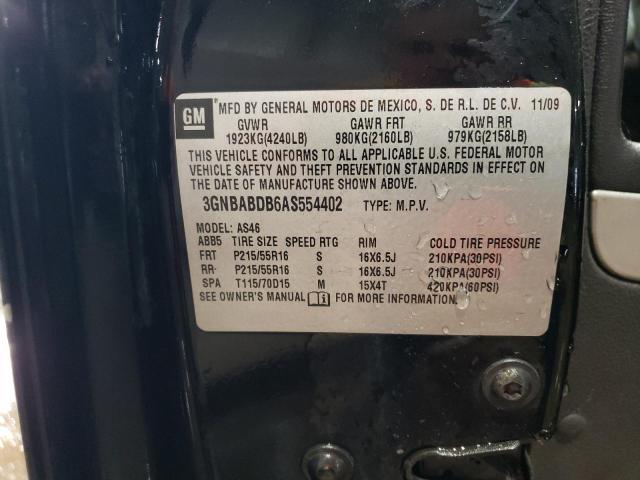 GM MFD BY GENERAL MOTORS DE MEXICO, S. DE R.L. DE C.V. 11/09
GVWR GAWR FRT GAWR RR
1923KG(4240LB) 980KG(2160LB) 979KG(2158LB)
THIS VEHICLE CONFORMS TO ALL APPLICABLE U.S. FEDERAL MOTOR
VEHICLE SAFETY AND THEFT PREVENTION STANDARDS IN EFFECT ON
THE DATE OF MANUFACTURE SHOWN ABOVE.
3GNBABDB6AS554402 TYPE: M.P.V.
MODEL: AS46
ABB5 TIRE SIZE SPEED RTG RIM COLD TIRE PRESSURE
FRT P215/55R16 S 16X6.5J 210KPA(30PSI)
RR P215/55R16 S 16X6.5J 210KPA(30PSI)
SPA T115/70D15 M 15X4T 420KPA(60PSI)
SEE OWNER'S MANUAL FOR MORE INFORMATION.